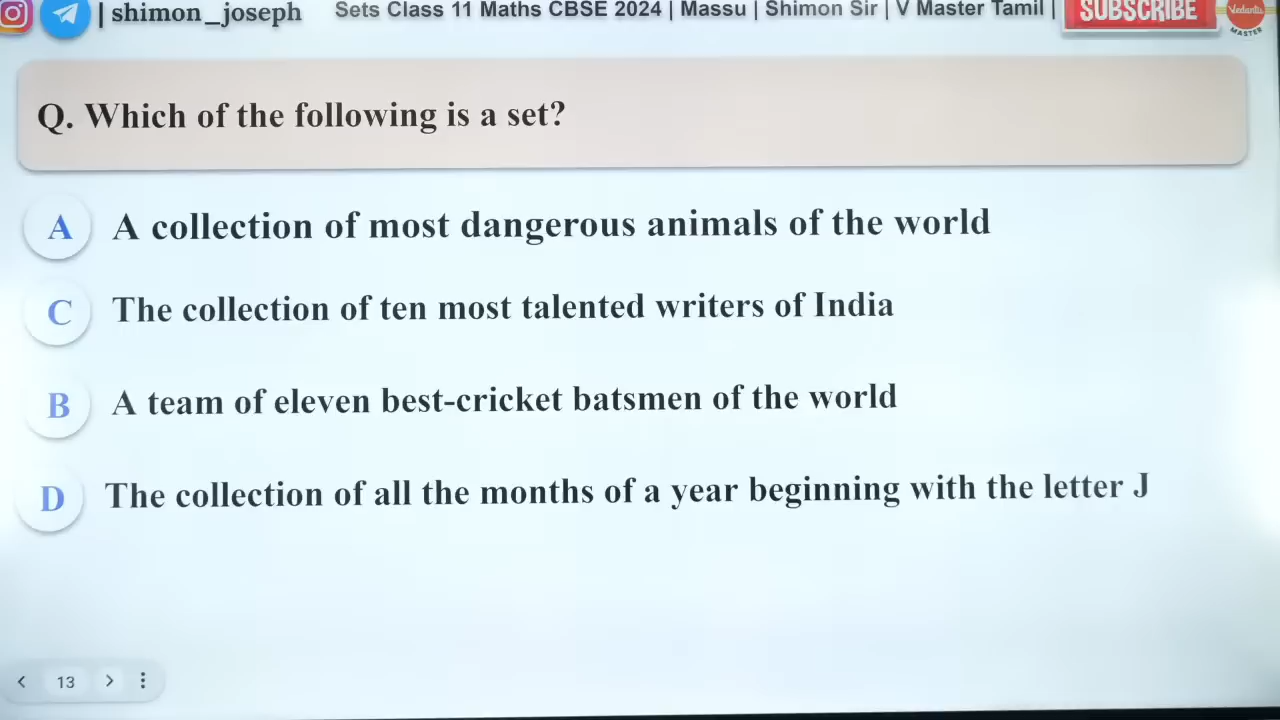 | shimon_joseph
Sets Class 11 Maths CBSE 2024 | Massu | Shimon Sir | V Master Tamil |
SUBSCRIBE
Vedantu
MASTER
Q. Which of the following is a set?
A A collection of most dangerous animals of the world
C The collection of ten most talented writers of India
B A team of eleven best-cricket batsmen of the world
D The collection of all the months of a year beginning with the letter J
< 13 >